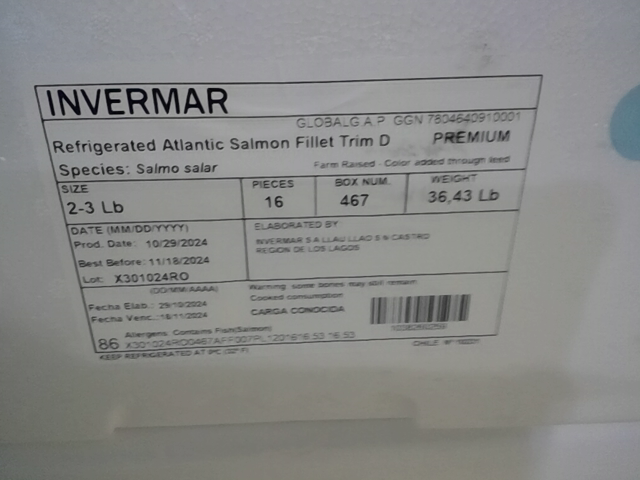 INVERMAR
GLOBALG.A.P. GGN 7804640910001
Refrigerated Atlantic Salmon Fillet Trim D PREMIUM
Species: Salmo salar Farm Raised - Color added through feed
SIZE PIECES BOX NUM. WEIGHT
2-3 Lb 16 467 36,43 Lb
DATE (MM/DD/YYYY) ELABORATED BY
Prod. Date: 10/29/2024 INVERMAR S.A LLAU LLAO S/N CASTRO
Best Before: 11/18/2024 REGION DE LOS LAGOS
Lot: X301024RO
(DD/MM/AAAA) Warning: some bones may still remain
Fecha Elab.: 29/10/2024 Cooked consumption
Fecha Venc.: 18/11/2024 CARGA CONOCIDA
86 Allergens: Contains Fish(Salmon)
KEEP REFRIGERATED AT
CHILE